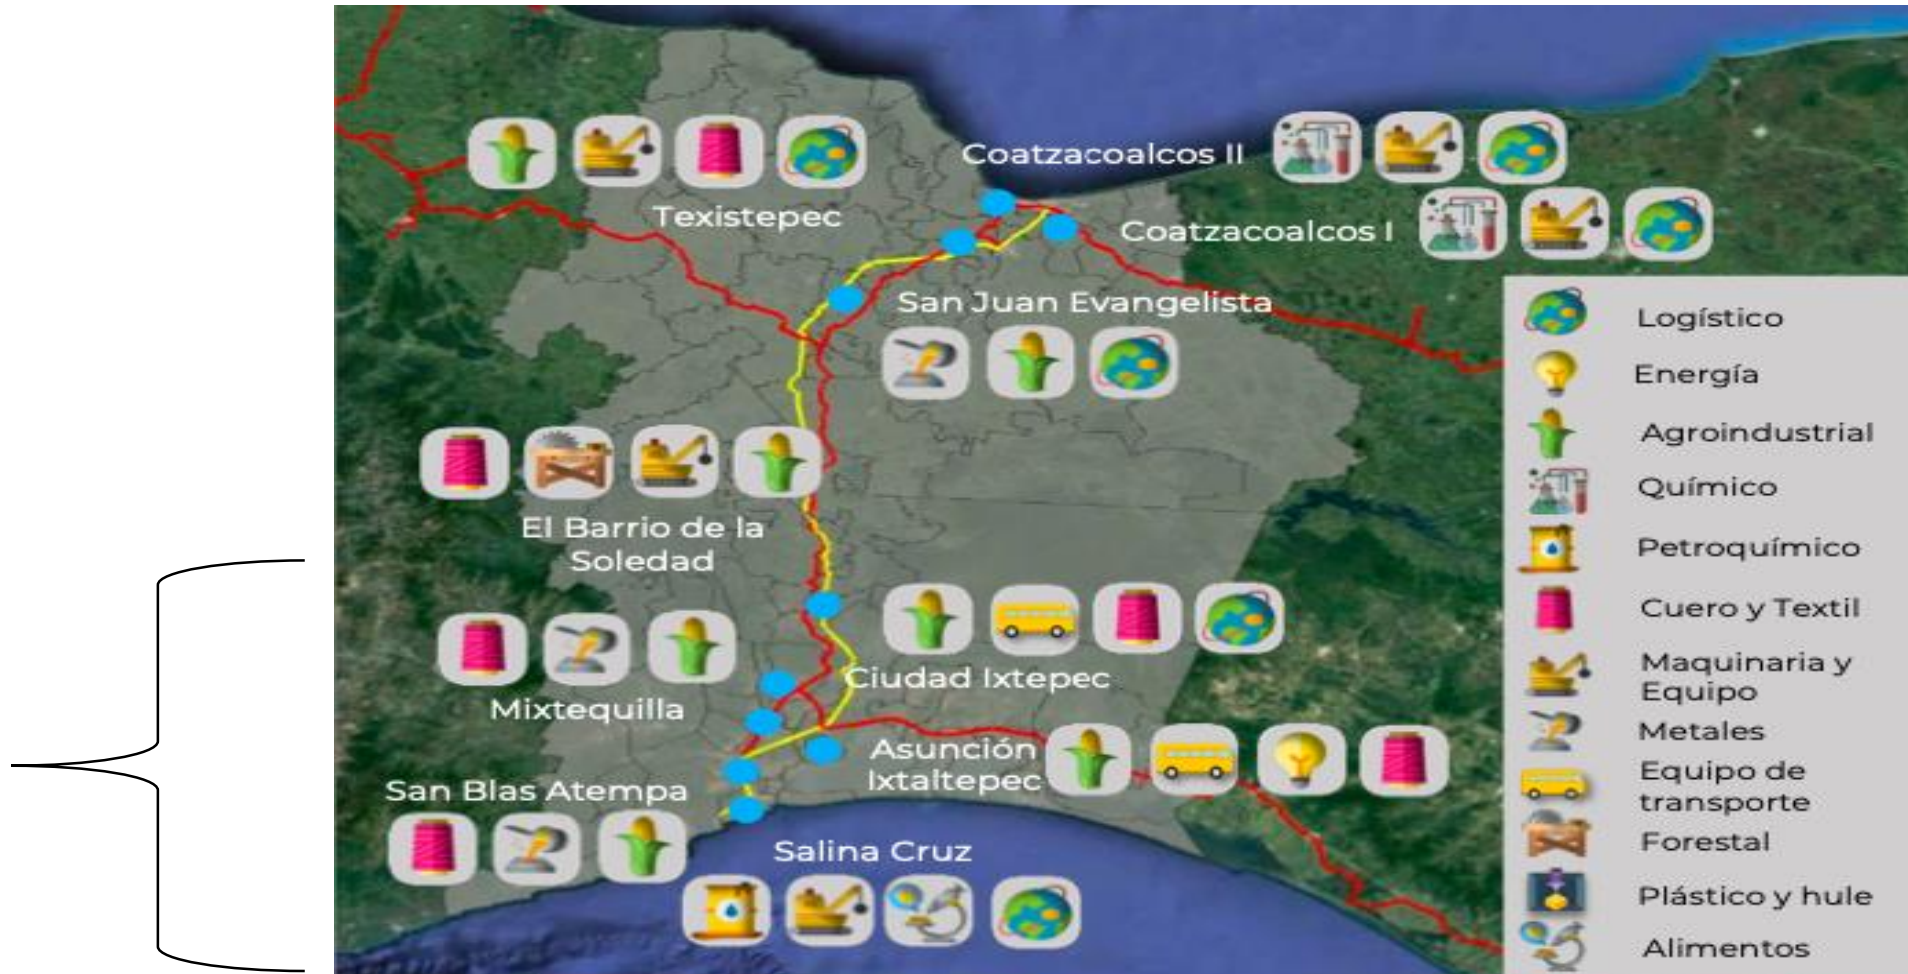 Coatzacoalcos II
Texistepec
Coatzacoalcos I
San Juan Evangelista
El Barrio de la
Soledad
Ciudad Ixtepec
Mixtequilla
Asunción
Ixtaltepec
San Blas Atempa
Salina Cruz
Logístico
Energía
Agroindustrial
Químico
Petroquímico
Cuero y Textil
Maquinaria y
Equipo
Metales
Equipo de
transporte
Forestal
Plástico y hule
Alimentos